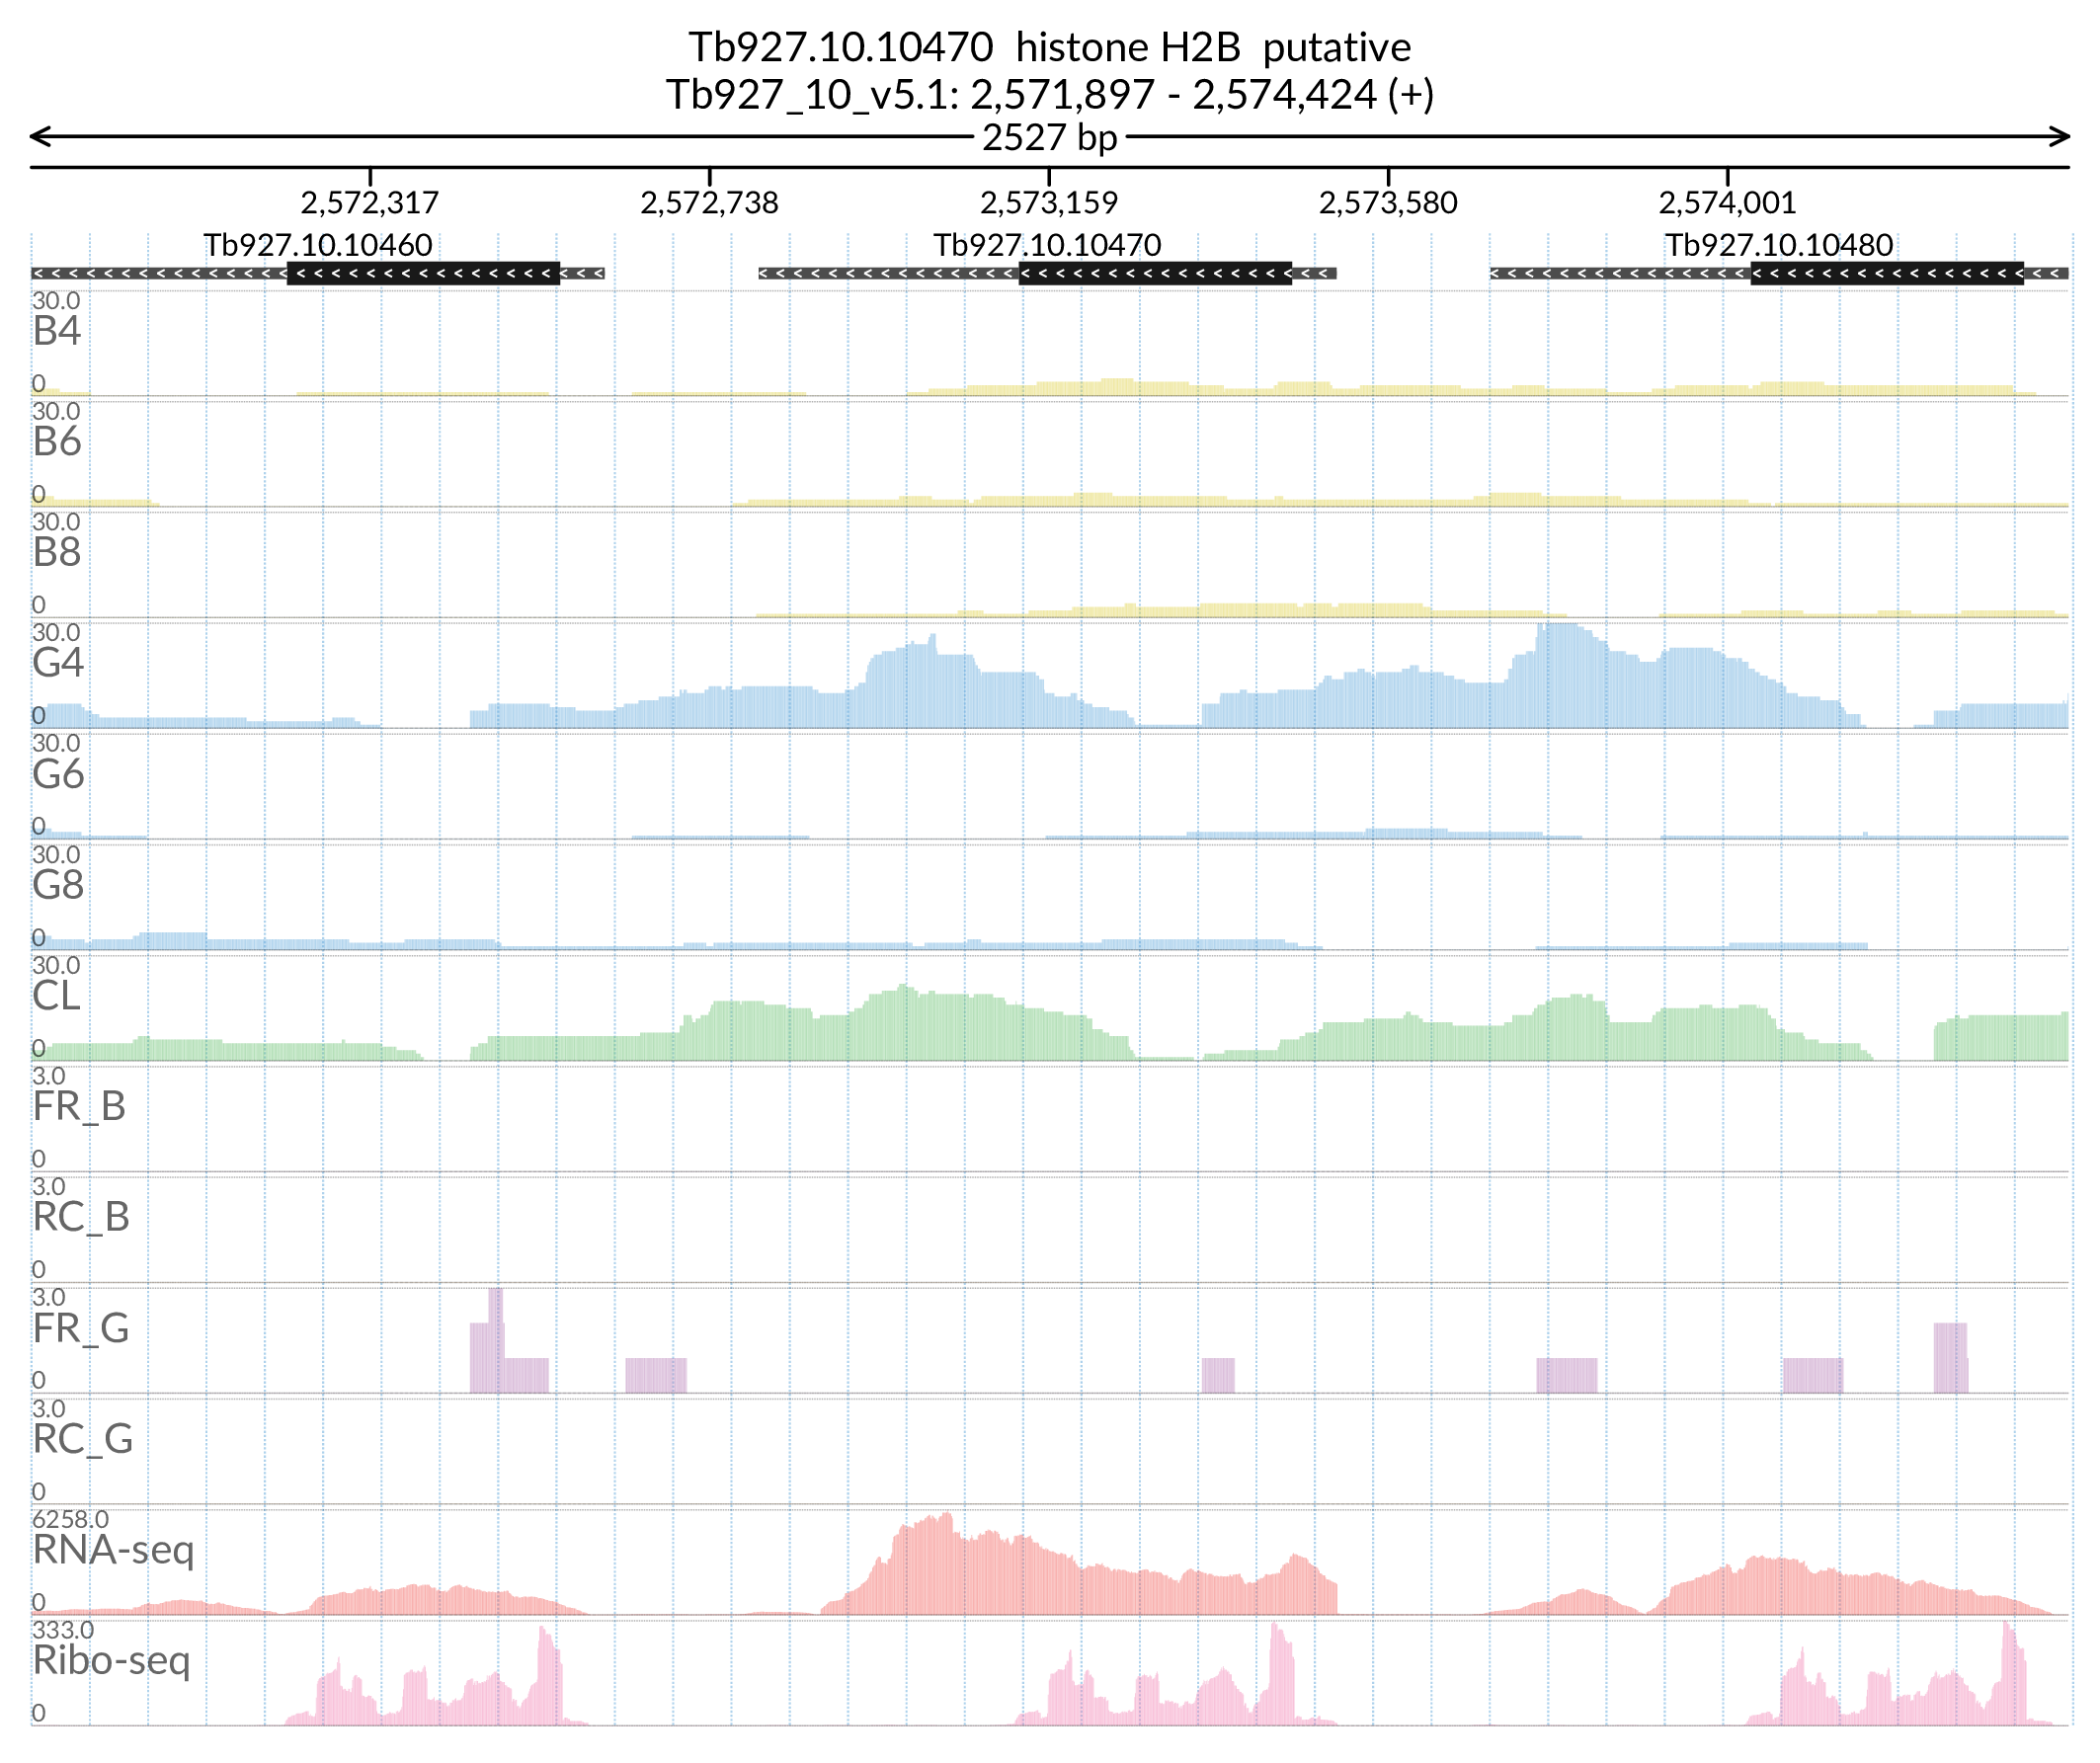 Tb927.10.10470 histone H2B putative
Tb927_10_v5.1: 2,571,897 - 2,574,424 (+)
2527 bp
2,572,317 2,572,738 2,573,159 2,573,580 2,574,001
Tb927.10.10460 Tb927.10.10470 Tb927.10.10480
30.0
B4
0
30.0
B6
0
30.0
B8
0
30.0
G4
0
30.0
G6
0
30.0
G8
0
30.0
CL
0
3.0
FR_B
0
3.0
RC_B
0
3.0
FR_G
0
3.0
RC_G
0
6258.0
RNA-seq
0
333.0
Ribo-seq
0